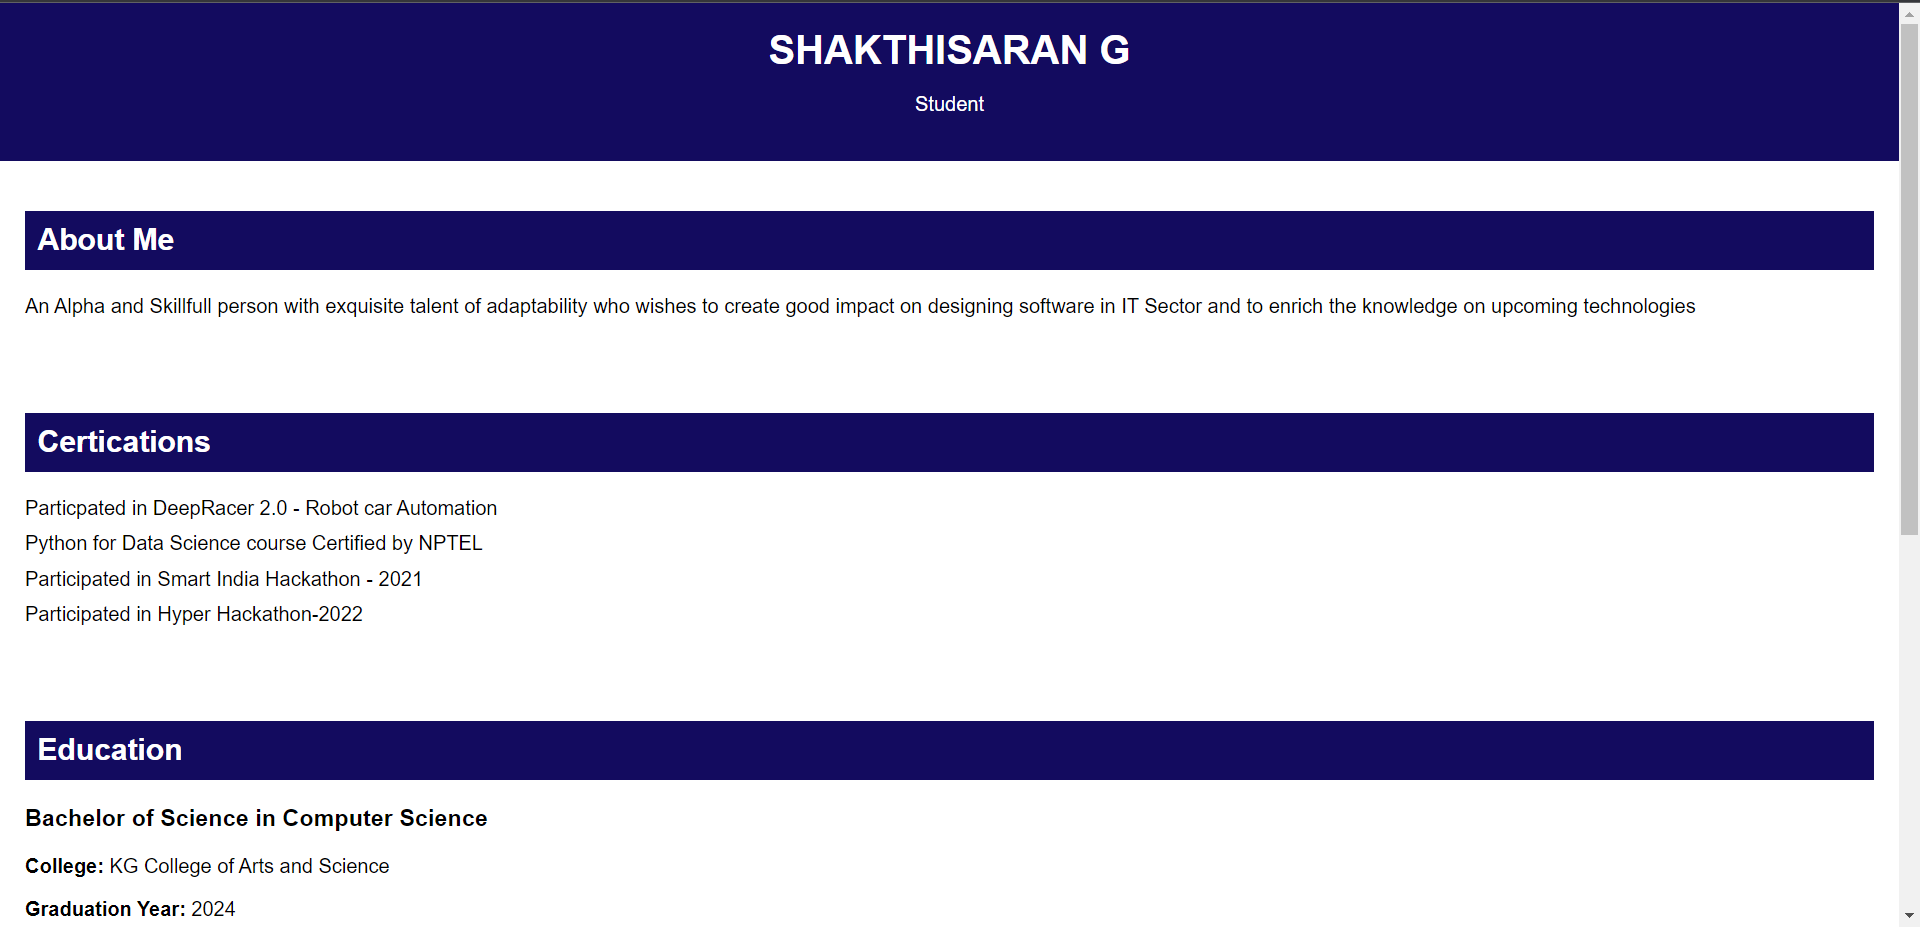 SHAKTHISARAN G
Student
About Me
An Alpha and Skillfull person with exquisite talent of adaptability who wishes to create good impact on designing software in IT Sector and to enrich the knowledge on upcoming technologies
Certications
Particpated in DeepRacer 2.0 - Robot car Automation
Python for Data Science course Certified by NPTEL
Participated in Smart India Hackathon - 2021
Participated in Hyper Hackathon-2022
Education
Bachelor of Science in Computer Science
College: KG College of Arts and Science
Graduation Year: 2024